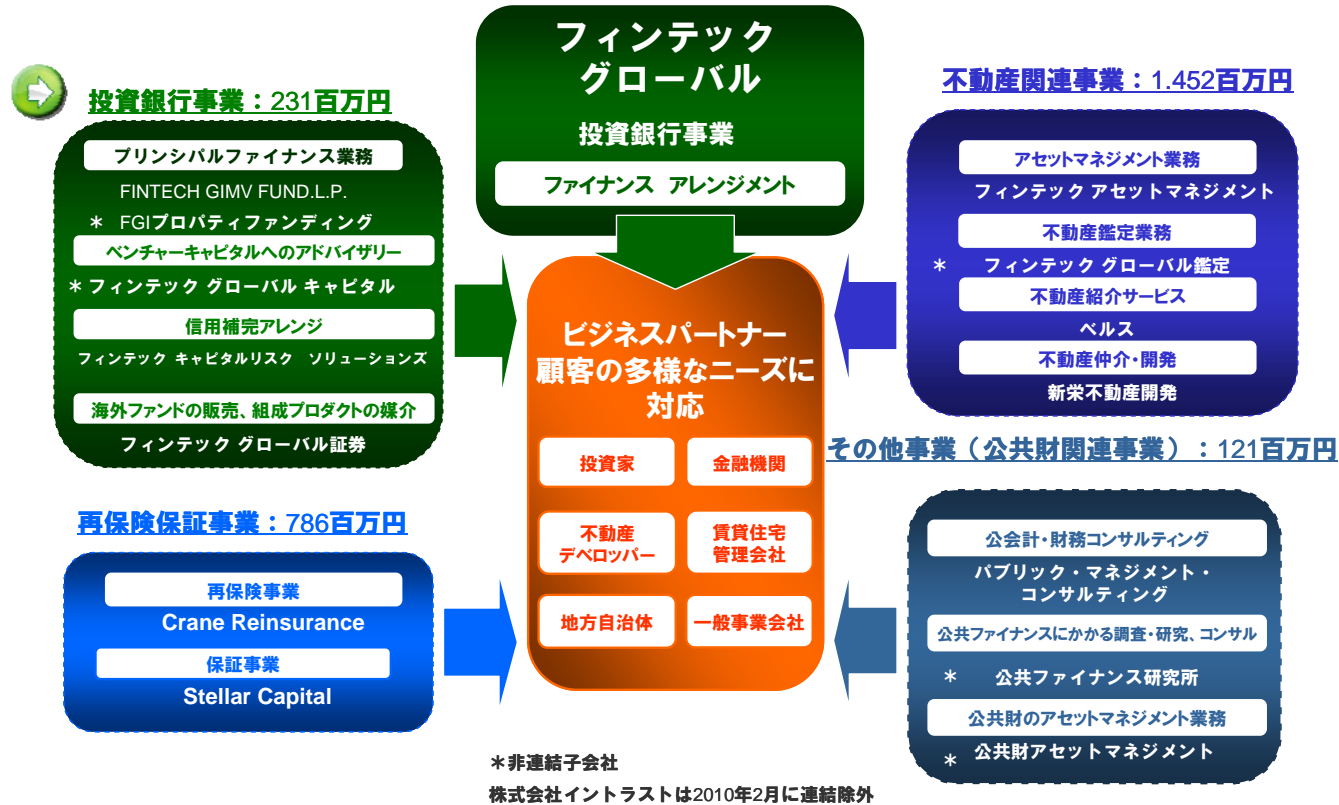 フィンテック
グローバル
投資銀行事業
ファイナンス アレンジメント
投資銀行事業:231百万円
プリンシパルファイナンス業務
FINTECH GIMV FUND.L.P.
* FGIプロパティファンディング
ベンチャーキャピタルへのアドバイザリー
* フィンテック グローバル キャピタル
信用補完アレンジ
フィンテック キャピタルリスク ソリューションズ
海外ファンドの販売、組成プロダクトの媒介
フィンテック グローバル証券
再保険保証事業:786百万円
再保険事業
Crane Reinsurance
保証事業
Stellar Capital
ビジネスパートナー
顧客の多様なニーズに
対応
投資家
金融機関
不動産
デベロッパー
賃貸住宅
管理会社
地方自治体
一般事業会社
不動産関連事業:1.452百万円
アセットマネジメント業務
フィンテック アセットマネジメント
不動産鑑定業務
* フィンテック グローバル鑑定
不動産紹介サービス
ベルス
不動産仲介・開発
新栄不動産開発
その他事業(公共財関連事業):121百万円
公会計・財務コンサルティング
パブリック・マネジメント・
コンサルティング
公共ファイナンスにかかる調査・研究、コンサル
* 公共ファイナンス研究所
公共財のアセットマネジメント業務
* 公共財アセットマネジメント
*非連結子会社
株式会社イントラストは2010年2月に連結除外